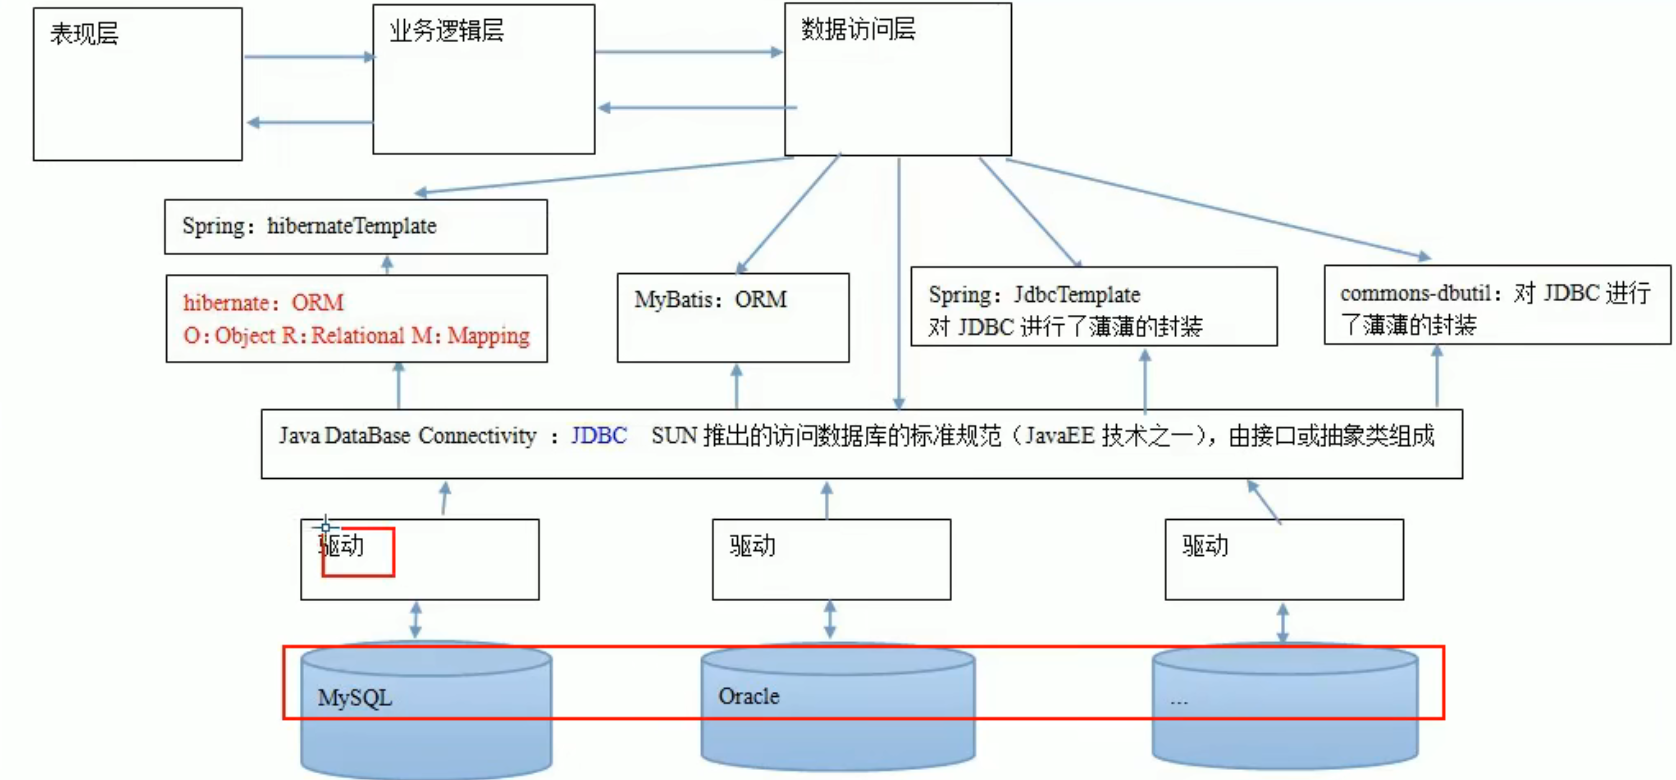 表现层
业务逻辑层
数据访问层
Spring：hibernateTemplate
hibernate：ORM
O：Object R：Relational M：Mapping
MyBatis：ORM
Spring：JdbcTemplate
对 JDBC 进行了薄薄的封装
commons-dbutil：对 JDBC 进行
了薄薄的封装
Java DataBase Connectivity ：JDBC SUN 推出的访问数据库的标准规范（JavaEE 技术之一），由接口或抽象类组成
驱动
驱动
驱动
MySQL
Oracle
...